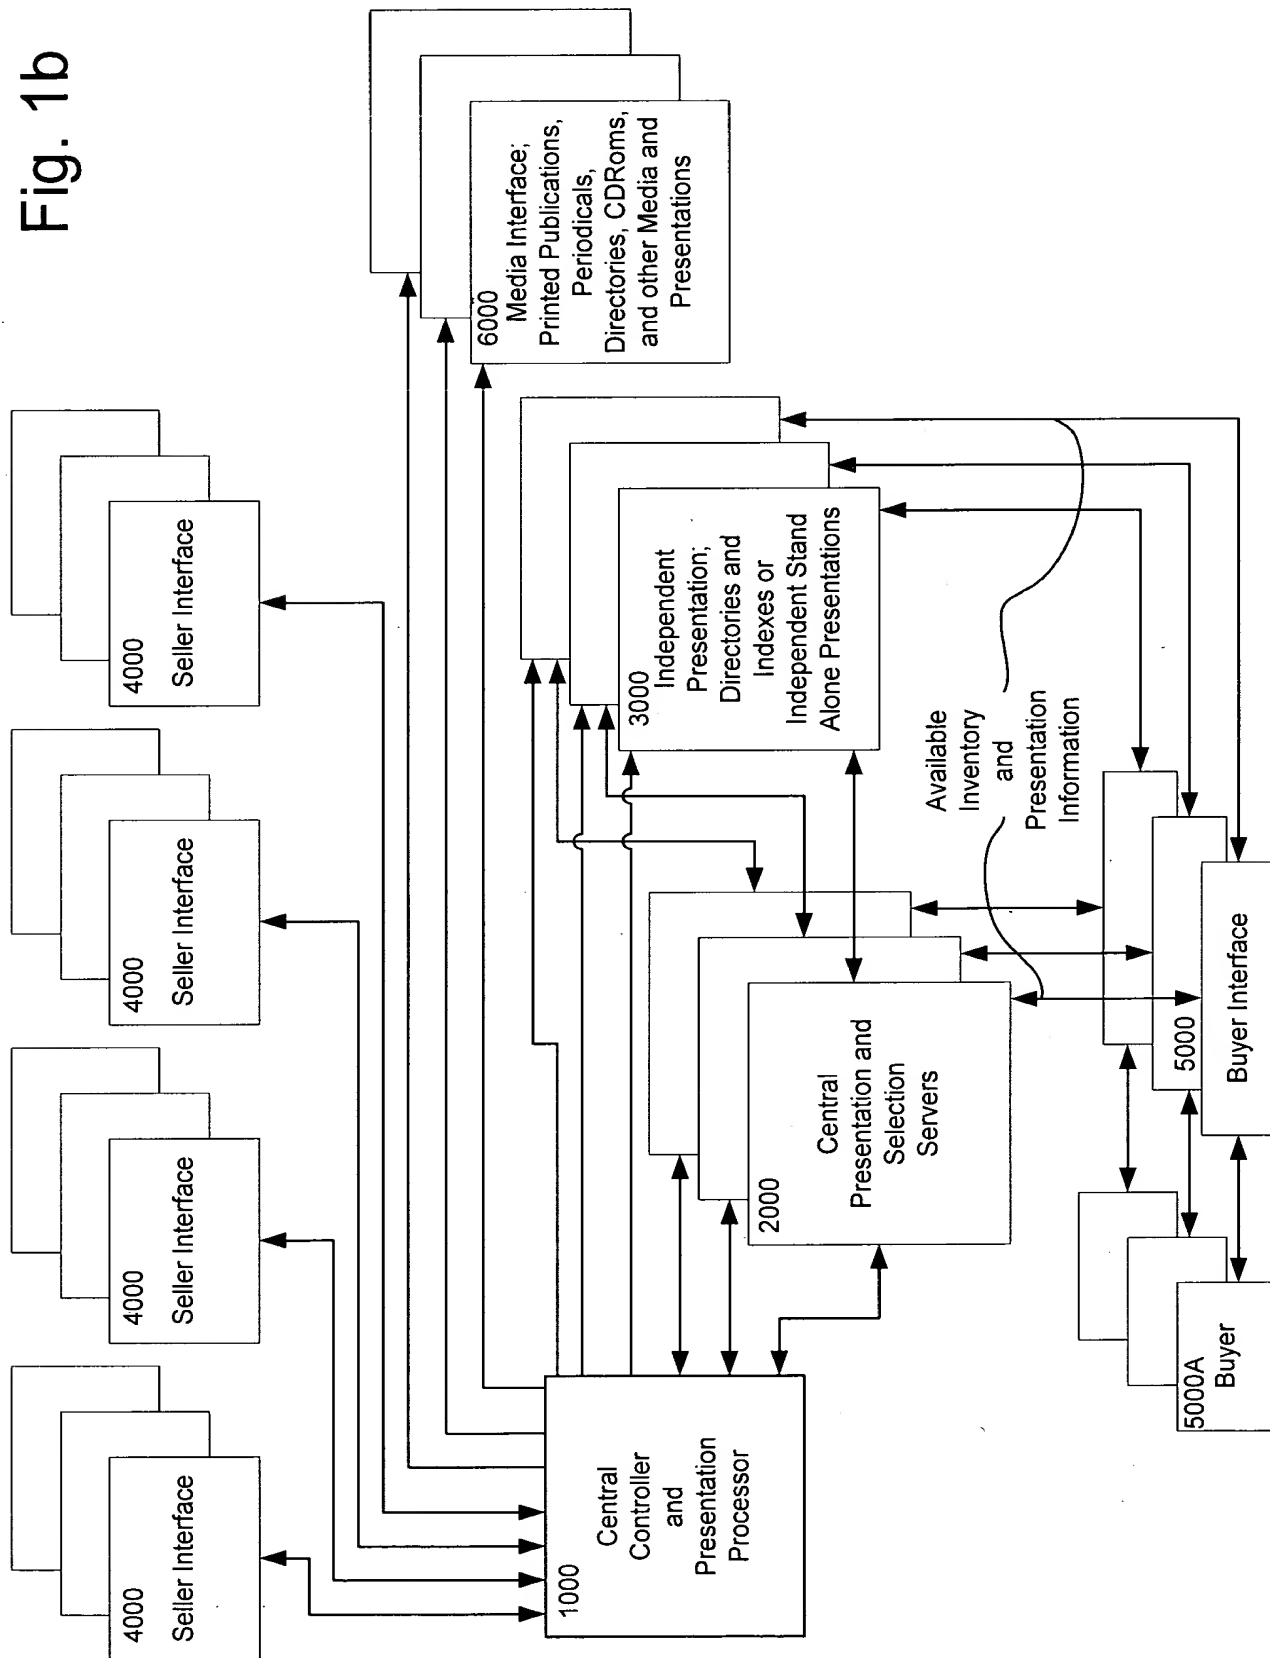 Fig. 1b
4000
Seller Interface
4000
Seller Interface
4000
Seller Interface
4000
Seller Interface
6000
Media Interface;
Printed Publications,
Periodicals,
Directories, CDRoms,
and other Media and
Presentations
1000
Central
Controller
and
Presentation
Processor
2000
Central
Presentation and
Selection
Servers
3000
Independent
Presentation;
Directories and
Indexes or
Independent Stand
Alone Presentations
Available
Inventory
and
Presentation
Information
5000A
Buyer
5000
Buyer Interface